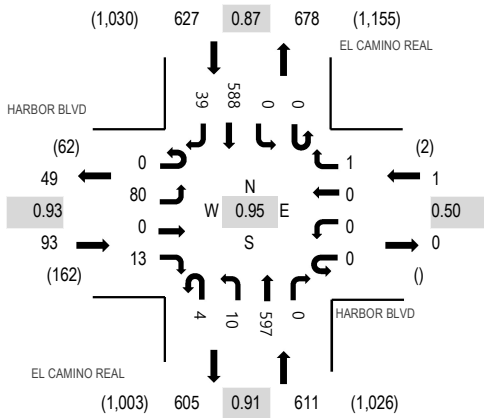 (1,030) 627 0.87 678 (1,155)
EL CAMINO REAL
HARBOR BLVD
39 588 0 0
(62) 0 1 (2)
49 80 N 0 1
0.93 0 W 0.95 E 0 0.50
93 13 S 0 0
(162) ()
4 10 597 0
HARBOR BLVD
EL CAMINO REAL
(1,003) 605 0.91 611 (1,026)